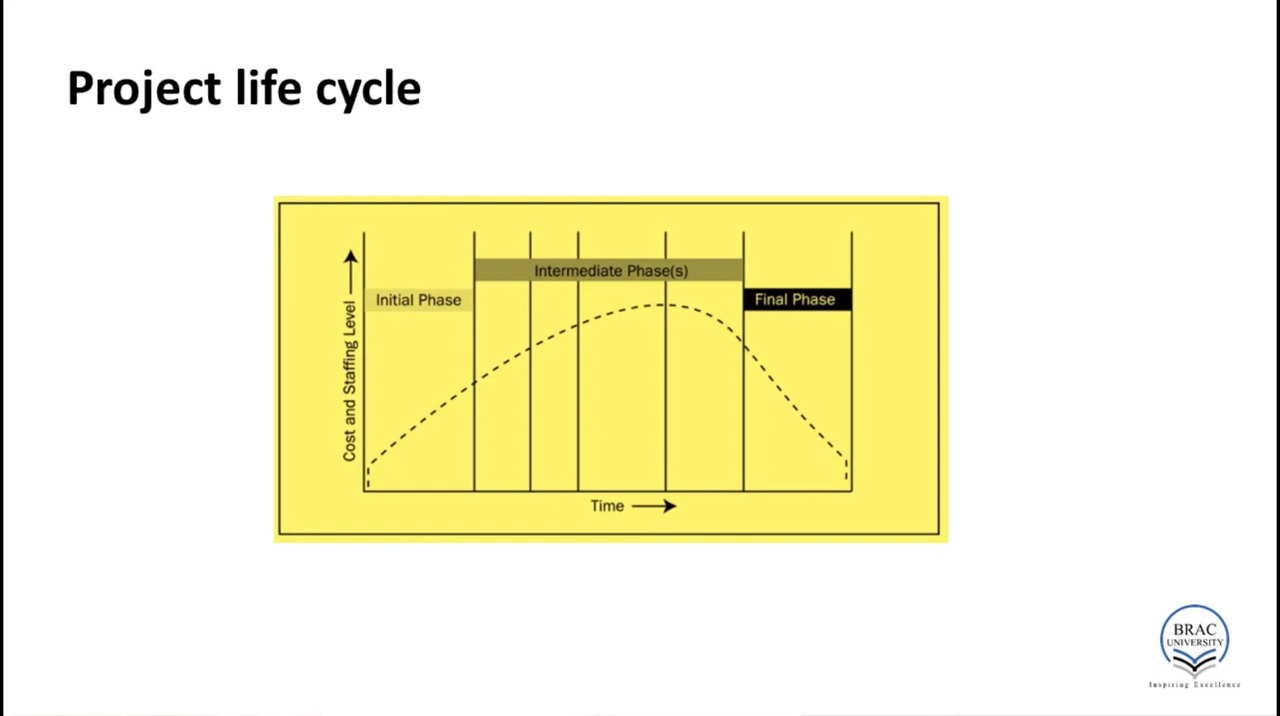 Project life cycle
Intermediate Phase(s)
Initial Phase
Final Phase
Cost and Staffing Level
Time
BRAC
UNIVERSITY
Inspiring Excellence